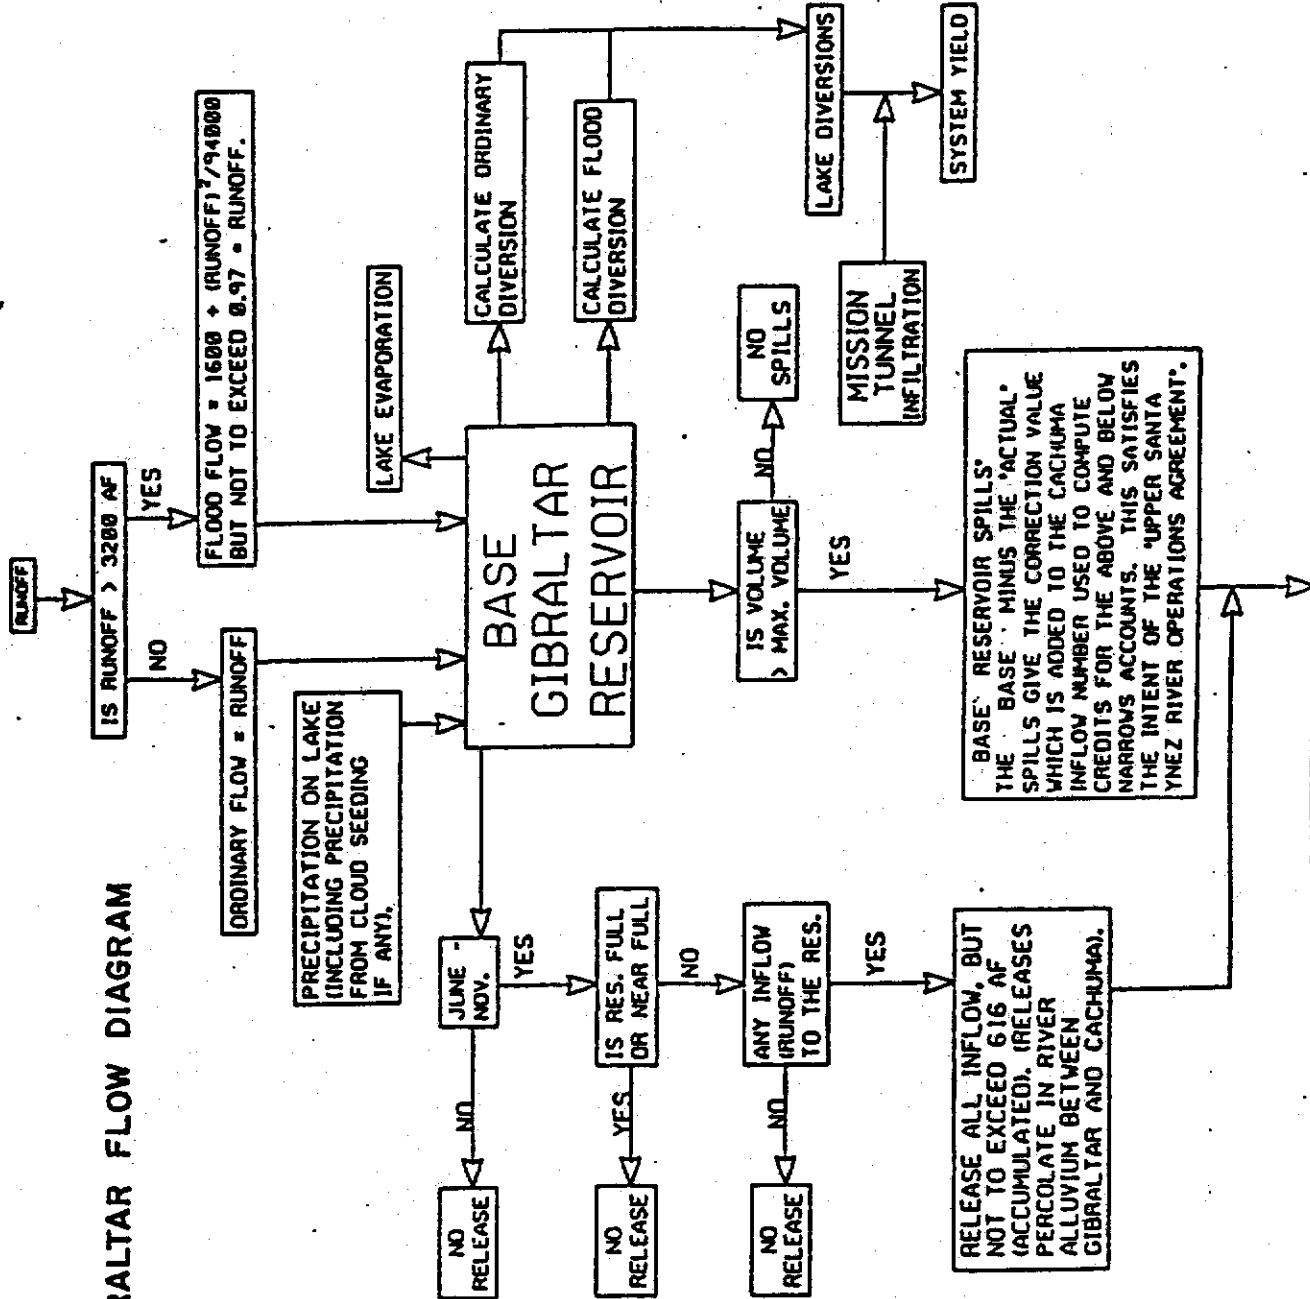 RALTAR FLOW DIAGRAM
RUNOFF
IS RUNOFF > 3200 AF
NO
YES
ORDINARY FLOW = RUNOFF
FLOOD FLOW = 1600 + (RUNOFF)²/94000
BUT NOT TO EXCEED 0.97 * RUNOFF.
PRECIPITATION ON LAKE
(INCLUDING PRECIPITATION
FROM CLOUD SEEDING
IF ANY).
LAKE EVAPORATION
BASE
GIBRALTAR
RESERVOIR
CALCULATE ORDINARY
DIVERSION
CALCULATE FLOOD
DIVERSION
LAKE DIVERSIONS
MISSION
TUNNEL
INFILTRATION
SYSTEM YIELD
JUNE -
NOV.
NO
NO
RELEASE
YES
IS RES. FULL
OR NEAR FULL
YES
NO
RELEASE
NO
ANY INFLOW
(RUNOFF)
TO THE RES.
NO
NO
RELEASE
YES
RELEASE ALL INFLOW, BUT
NOT TO EXCEED 616 AF
(ACCUMULATED). (RELEASES
PERCOLATE IN RIVER
ALLUVIUM BETWEEN
GIBRALTAR AND CACHUMA).
IS VOLUME
> MAX. VOLUME
NO
NO
SPILLS
YES
BASE' RESERVOIR SPILLS'
THE ' BASE ' MINUS THE 'ACTUAL'
SPILLS GIVE THE CORRECTION VALUE
WHICH IS ADDED TO THE CACHUMA
INFLOW NUMBER USED TO COMPUTE
CREDITS FOR THE ABOVE AND BELOW
NARROWS ACCOUNTS. THIS SATISFIES
THE INTENT OF THE 'UPPER SANTA
YNEZ RIVER OPERATIONS AGREEMENT'.